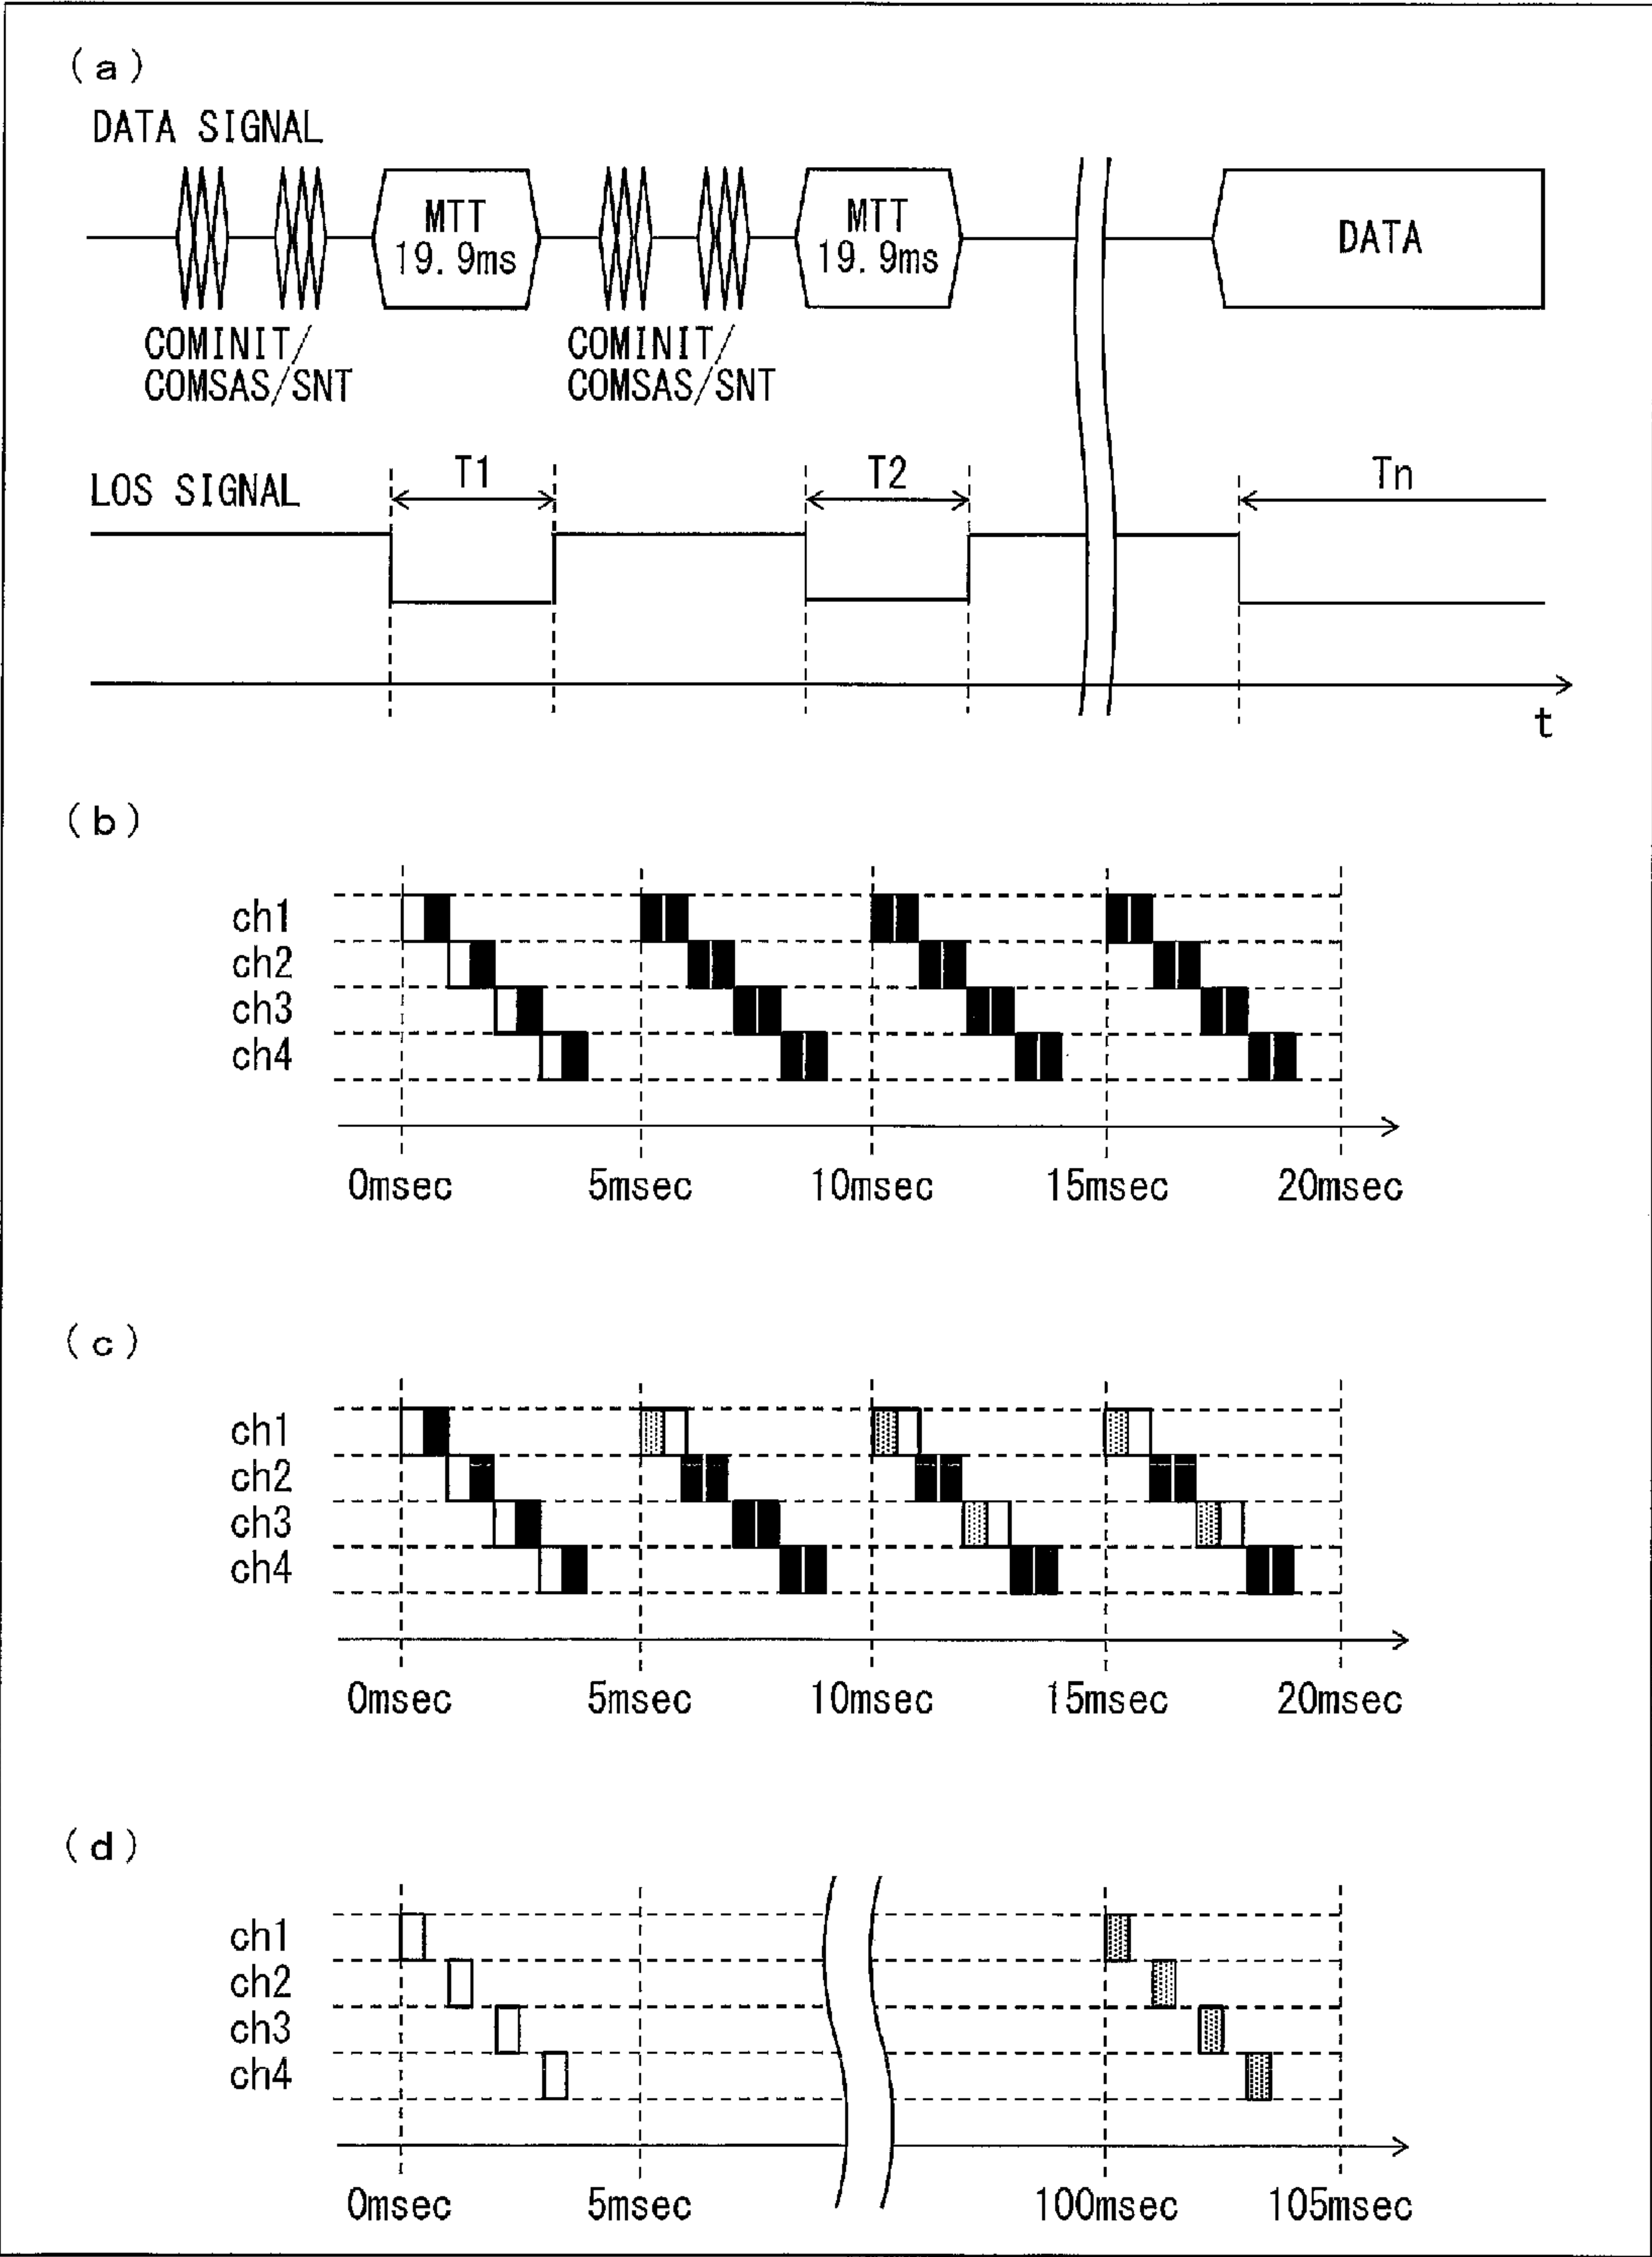 (a)
DATA SIGNAL
MTT
19.9ms
MTT
19.9ms
DATA
COMINIT/
COMSAS/SNT
COMINIT/
COMSAS/SNT
LOS SIGNAL
T1
T2
Tn
t
(b)
ch1
ch2
ch3
ch4
0msec 5msec 10msec 15msec 20msec
(c)
ch1
ch2
ch3
ch4
0msec 5msec 10msec 15msec 20msec
(d)
ch1
ch2
ch3
ch4
0msec 5msec 100msec 105msec